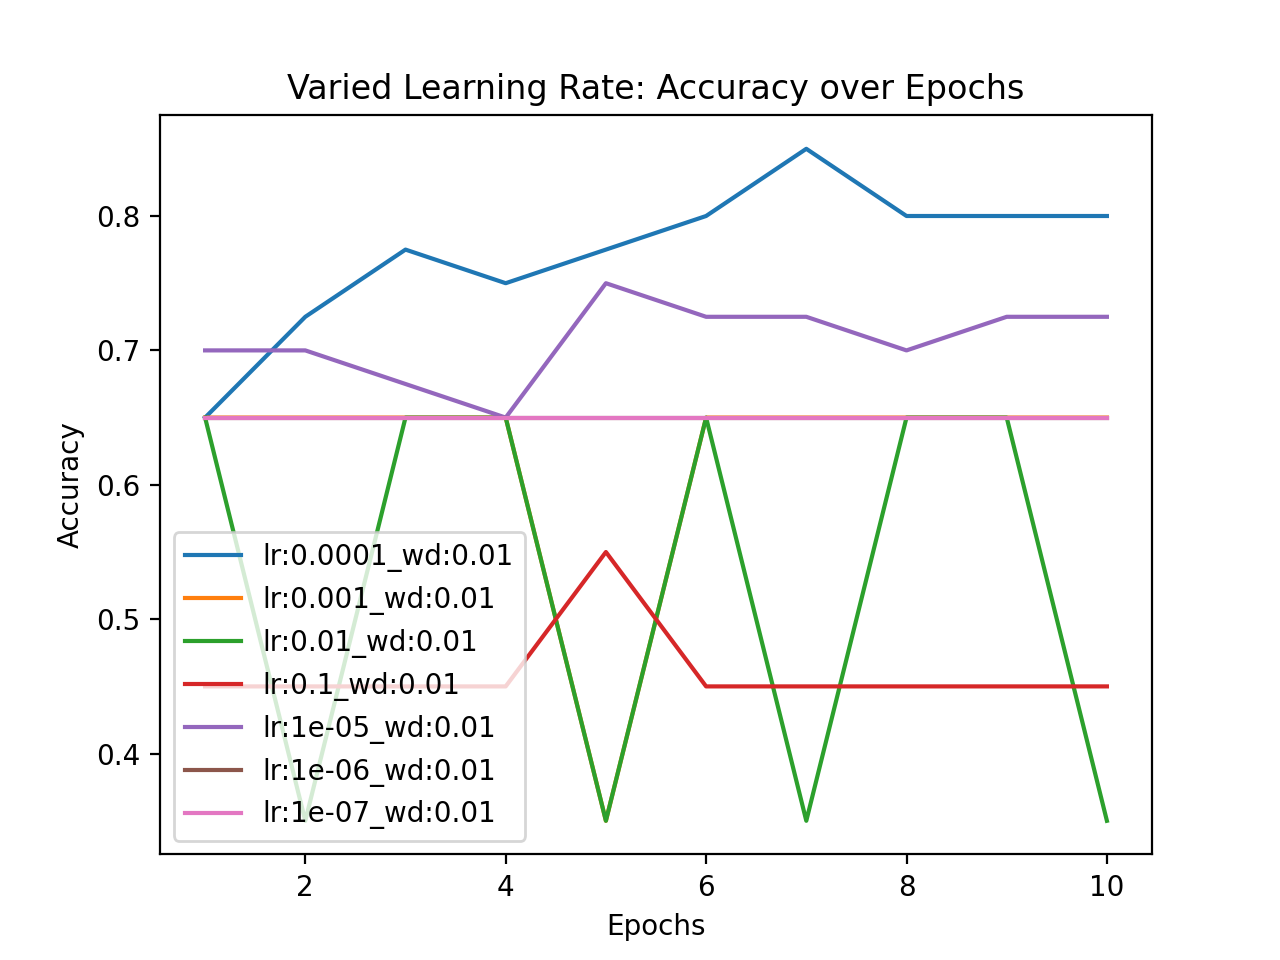 Varied Learning Rate: Accuracy over Epochs
Accuracy
0.8
0.7
0.6
0.5
0.4
lr:0.0001_wd:0.01
lr:0.001_wd:0.01
lr:0.01_wd:0.01
lr:0.1_wd:0.01
lr:1e-05_wd:0.01
lr:1e-06_wd:0.01
lr:1e-07_wd:0.01
2 4 6 8 10
Epochs